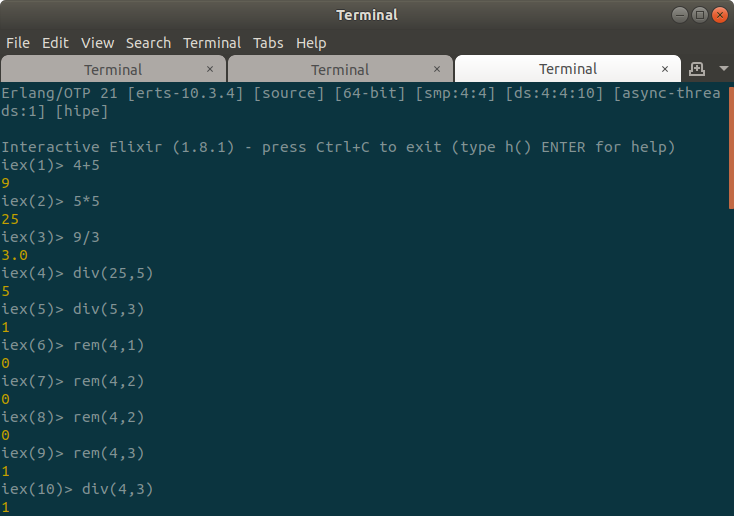 Terminal
File Edit View Search Terminal Tabs Help
Terminal × Terminal × Terminal ×
Erlang/OTP 21 [erts-10.3.4] [source] [64-bit] [smp:4:4] [ds:4:4:10] [async-threa
ds:1] [hipe]
Interactive Elixir (1.8.1) - press Ctrl+C to exit (type h() ENTER for help)
iex(1)> 4+5
9
iex(2)> 5*5
25
iex(3)> 9/3
3.0
iex(4)> div(25,5)
5
iex(5)> div(5,3)
1
iex(6)> rem(4,1)
0
iex(7)> rem(4,2)
0
iex(8)> rem(4,2)
0
iex(9)> rem(4,3)
1
iex(10)> div(4,3)
1